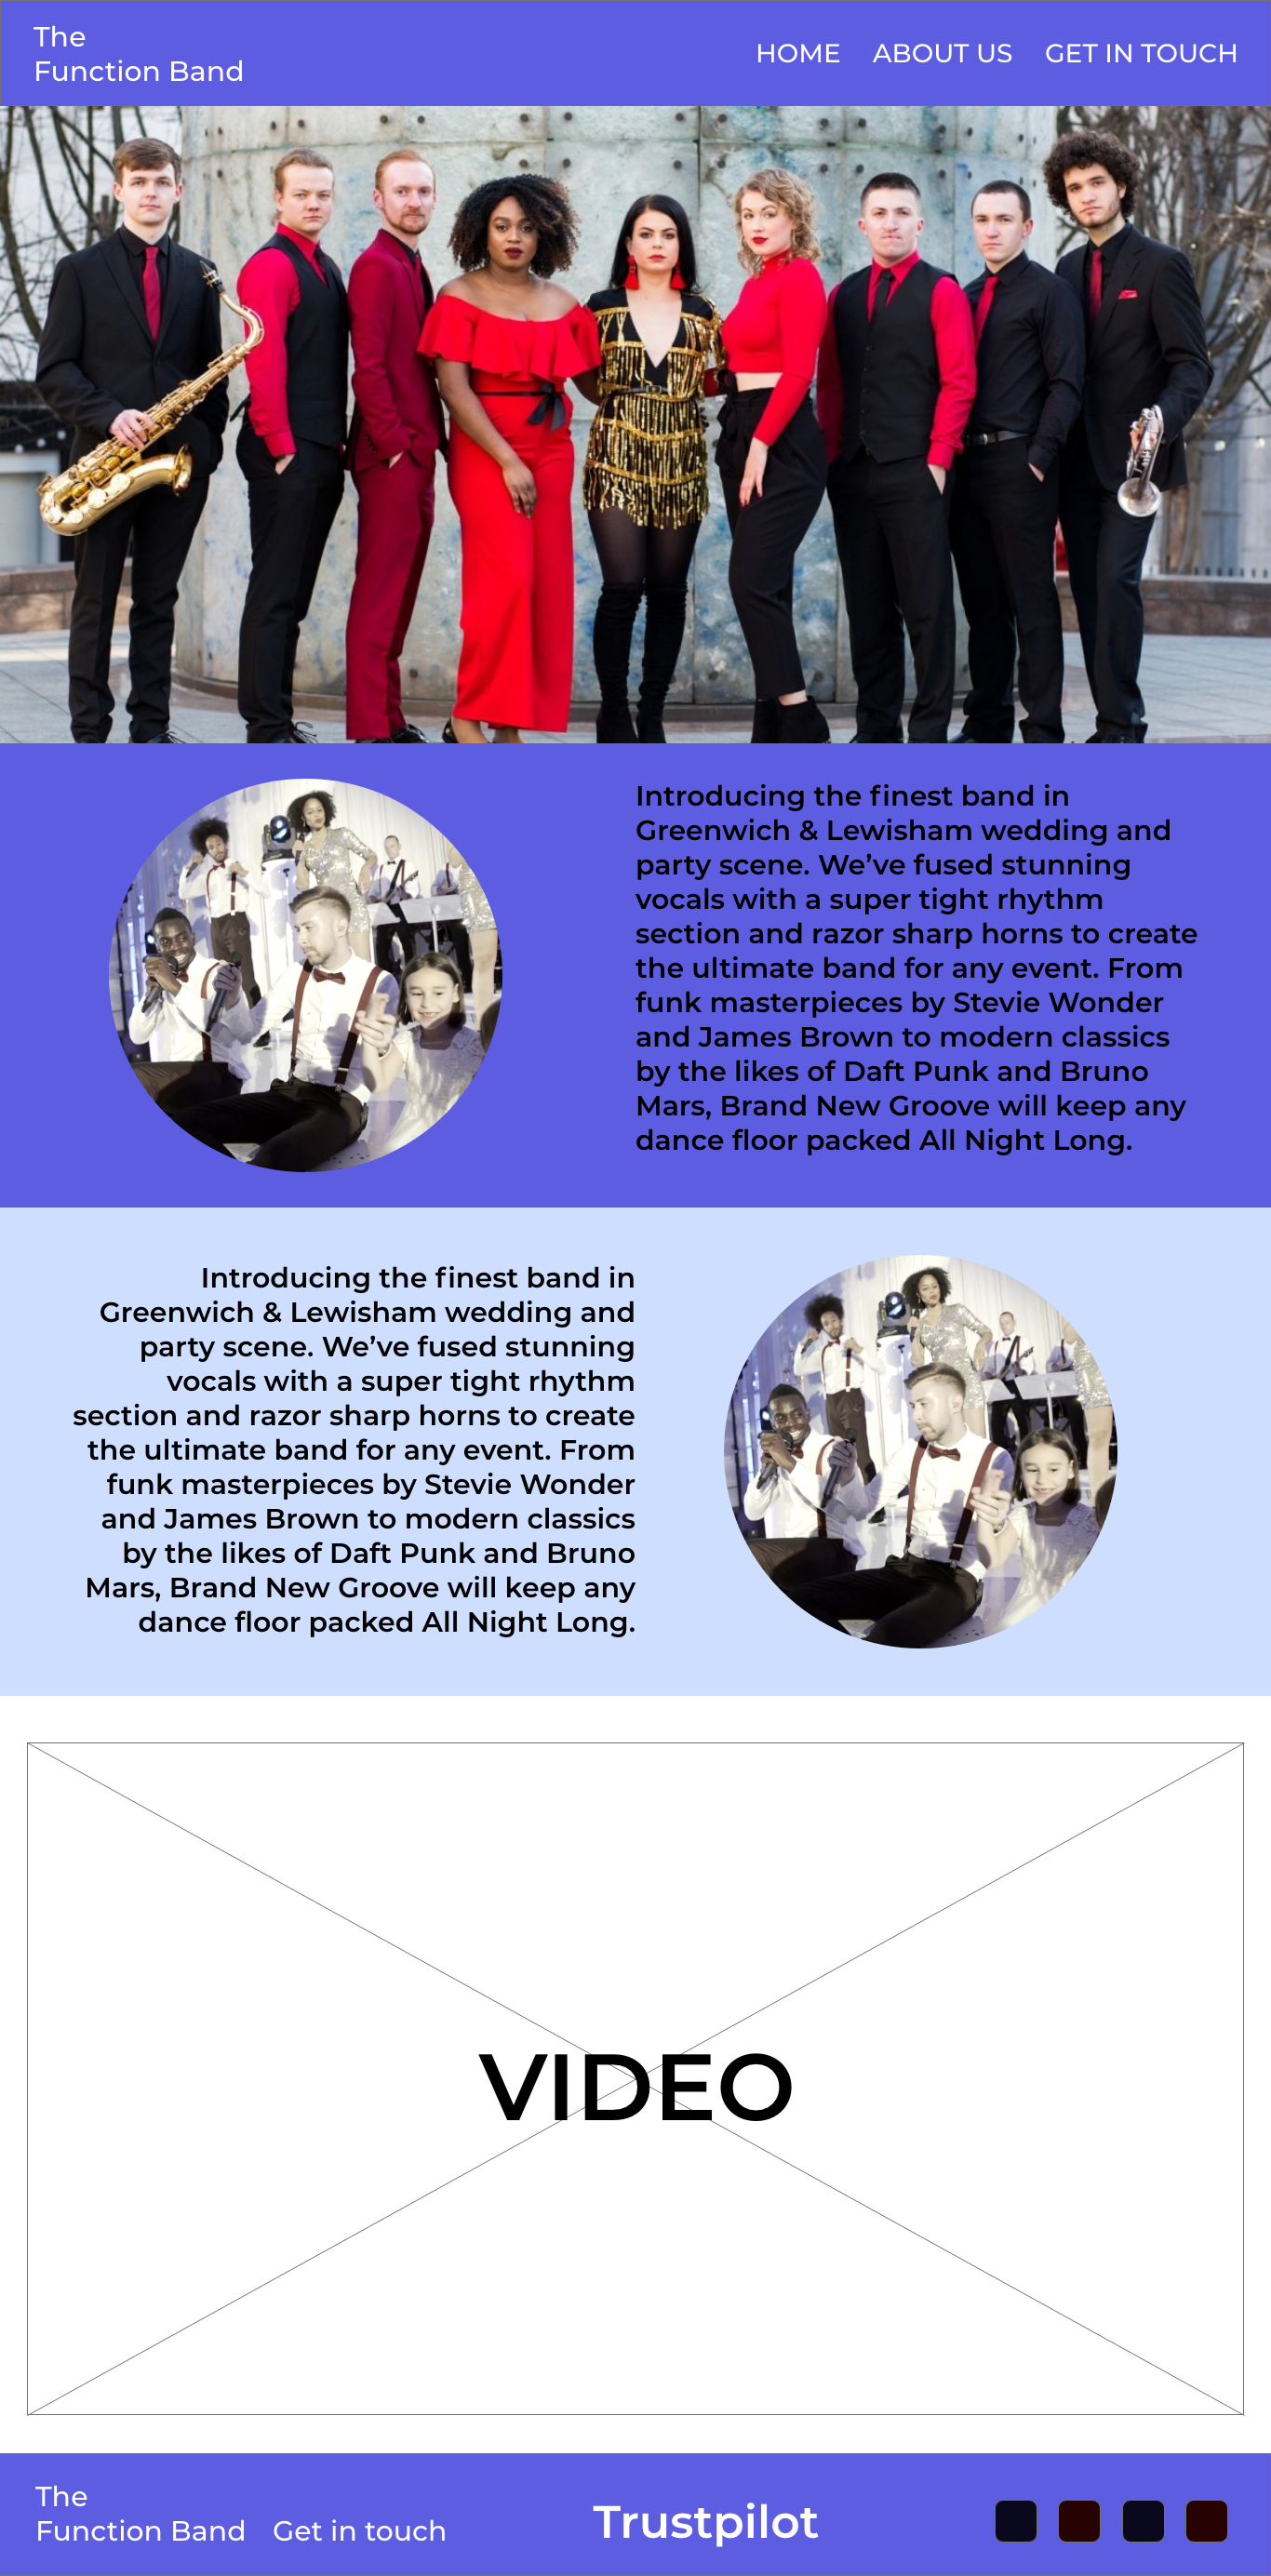 The
Function Band
HOME ABOUT US GET IN TOUCH
Introducing the finest band in
Greenwich & Lewisham wedding and
party scene. We’ve fused stunning
vocals with a super tight rhythm
section and razor sharp horns to create
the ultimate band for any event. From
funk masterpieces by Stevie Wonder
and James Brown to modern classics
by the likes of Daft Punk and Bruno
Mars, Brand New Groove will keep any
dance floor packed All Night Long.
Introducing the finest band in
Greenwich & Lewisham wedding and
party scene. We’ve fused stunning
vocals with a super tight rhythm
section and razor sharp horns to create
the ultimate band for any event. From
funk masterpieces by Stevie Wonder
and James Brown to modern classics
by the likes of Daft Punk and Bruno
Mars, Brand New Groove will keep any
dance floor packed All Night Long.
VIDEO
The
Function Band Get in touch
Trustpilot